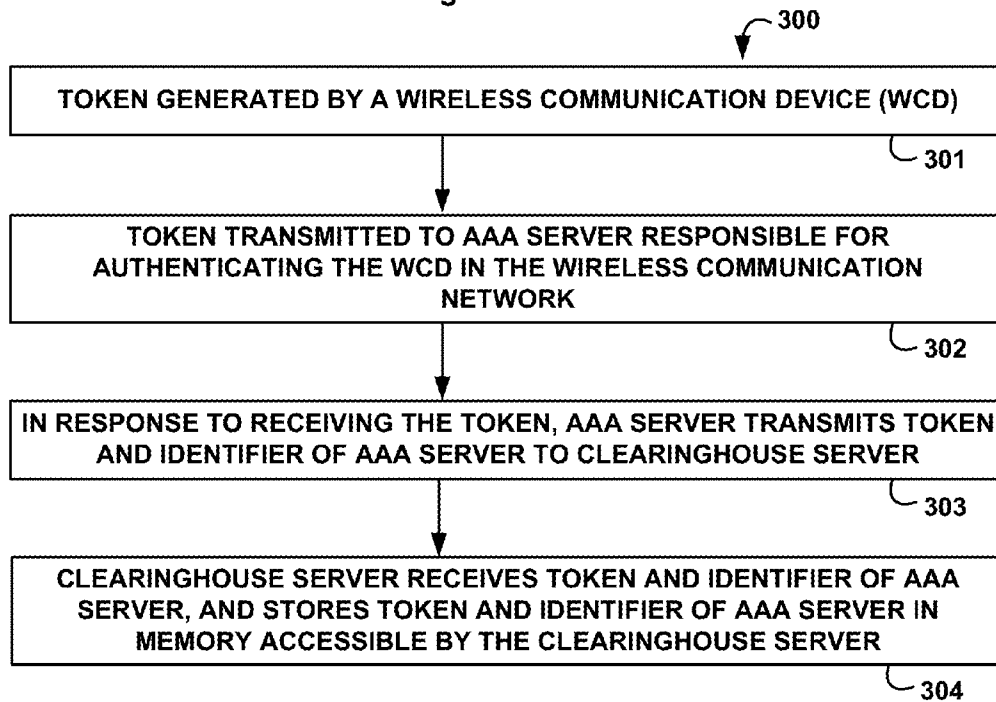 300
TOKEN GENERATED BY A WIRELESS COMMUNICATION DEVICE (WCD)
301
TOKEN TRANSMITTED TO AAA SERVER RESPONSIBLE FOR
AUTHENTICATING THE WCD IN THE WIRELESS COMMUNICATION
NETWORK
302
IN RESPONSE TO RECEIVING THE TOKEN, AAA SERVER TRANSMITS TOKEN
AND IDENTIFIER OF AAA SERVER TO CLEARINGHOUSE SERVER
303
CLEARINGHOUSE SERVER RECEIVES TOKEN AND IDENTIFIER OF AAA
SERVER, AND STORES TOKEN AND IDENTIFIER OF AAA SERVER IN
MEMORY ACCESSIBLE BY THE CLEARINGHOUSE SERVER
304